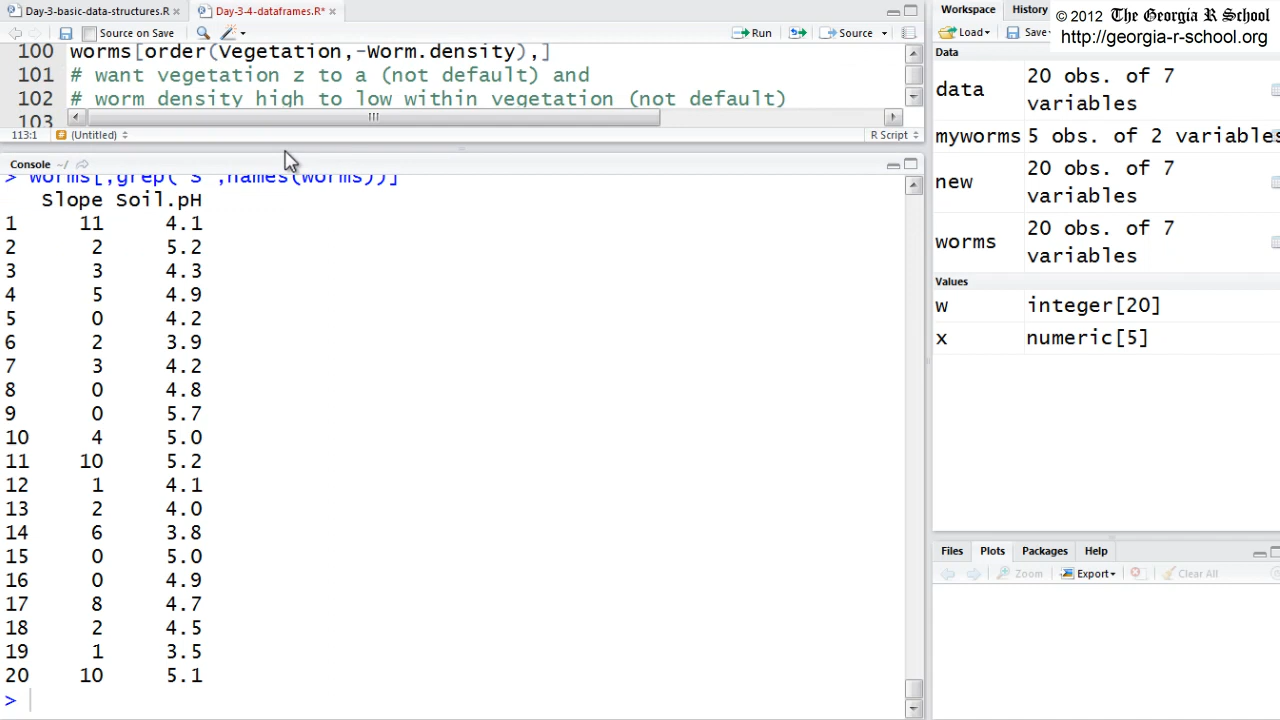 Day-3-basic-data-structures.R
Day-3-4-dataframes.R*
Source on Save
Run
Source
100 worms[order(Vegetation,-Worm.density),]
101 # want vegetation z to a (not default) and
102 # worm density high to low within vegetation (not default)
103
113:1 (Untitled)
R Script
Console ~/
> worms[,grep("S",names(worms))]
Slope Soil.pH
1 11 4.1
2 2 5.2
3 3 4.3
4 5 4.9
5 0 4.2
6 2 3.9
7 3 4.2
8 0 4.8
9 0 5.7
10 4 5.0
11 10 5.2
12 1 4.1
13 2 4.0
14 6 3.8
15 0 5.0
16 0 4.9
17 8 4.7
18 2 4.5
19 1 3.5
20 10 5.1
>
Workspace History
© 2012 The Georgia R School
http://georgia-r-school.org
Load Save
Data
data 20 obs. of 7
variables
myworms 5 obs. of 2 variables
new 20 obs. of 7
variables
worms 20 obs. of 7
variables
Values
w integer[20]
x numeric[5]
Files Plots Packages Help
Zoom Export Clear All